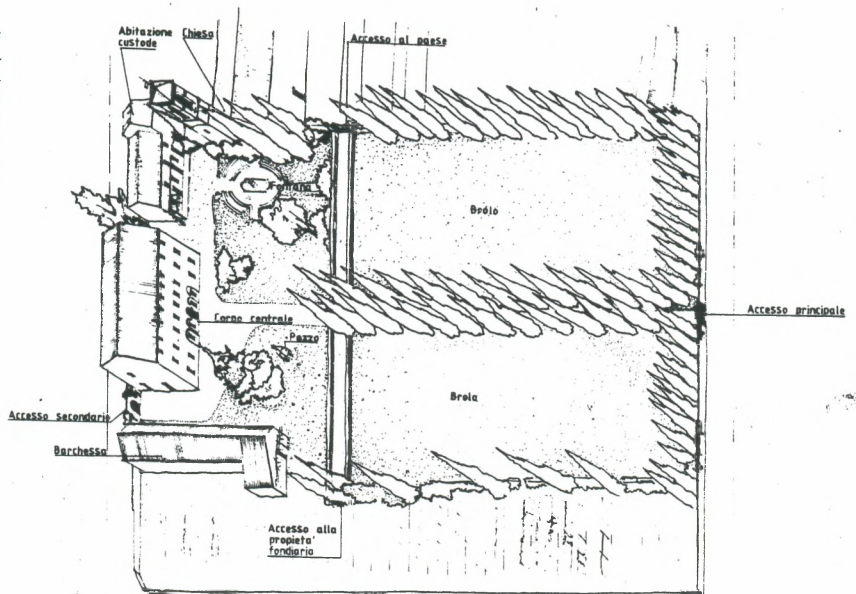 Abitazione
custode
Chiesa
Accesso al paese
Fontana
Brolo
Accesso principale
Corpo centrale
Pozzo
Brolo
Accesso secondario
Barchessa
Accesso alla
propieta'
fondiaria